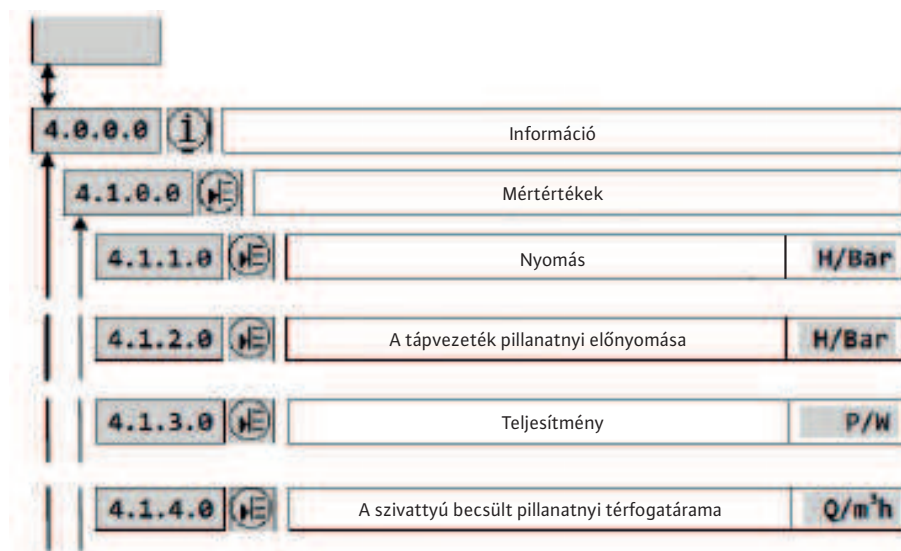 4.0.0.0 i Információ
4.1.0.0 Mértértékek
4.1.1.0 Nyomás H/Bar
4.1.2.0 A tápvezeték pillanatnyi előnyomása H/Bar
4.1.3.0 Teljesítmény P/W
4.1.4.0 A szivattyú becsült pillanatnyi térfogatárama Q/m³h